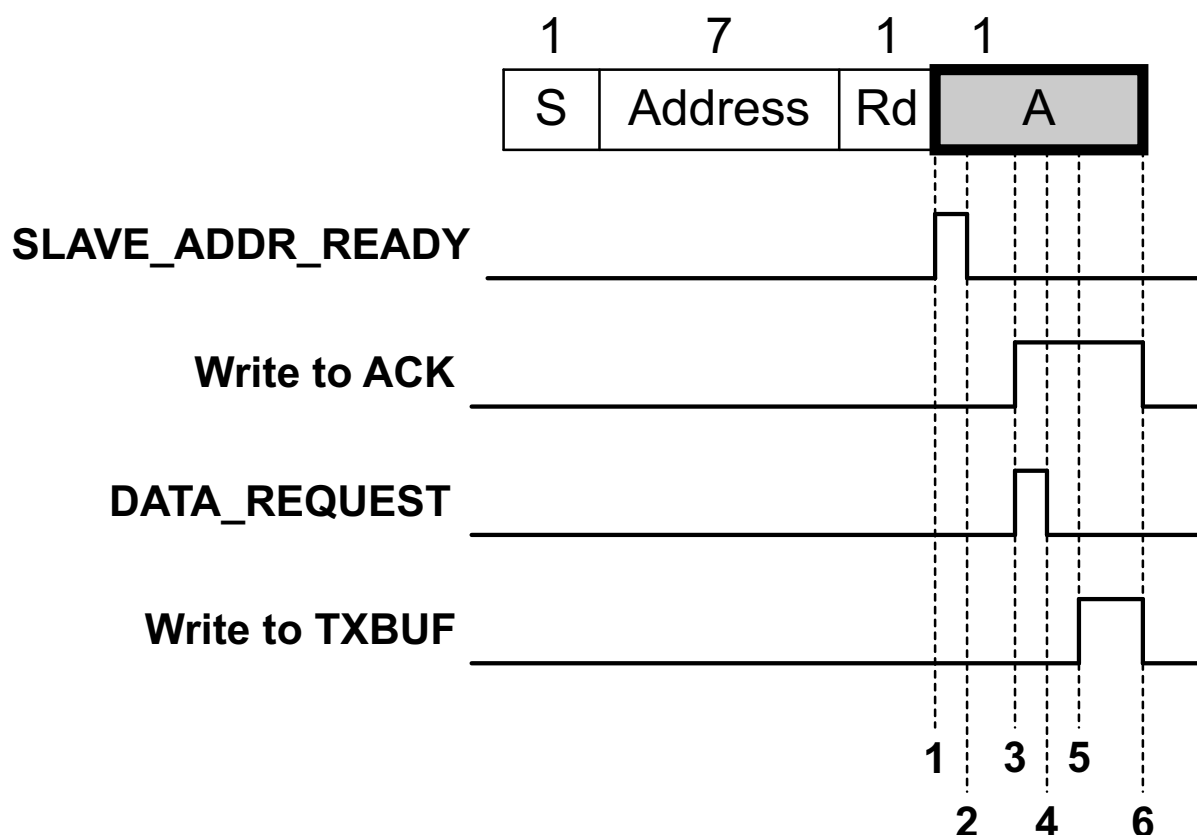 1 7 1 1
S Address Rd A
SLAVE_ADDR_READY
Write to ACK
DATA_REQUEST
Write to TXBUF
1 3 5
2 4 6